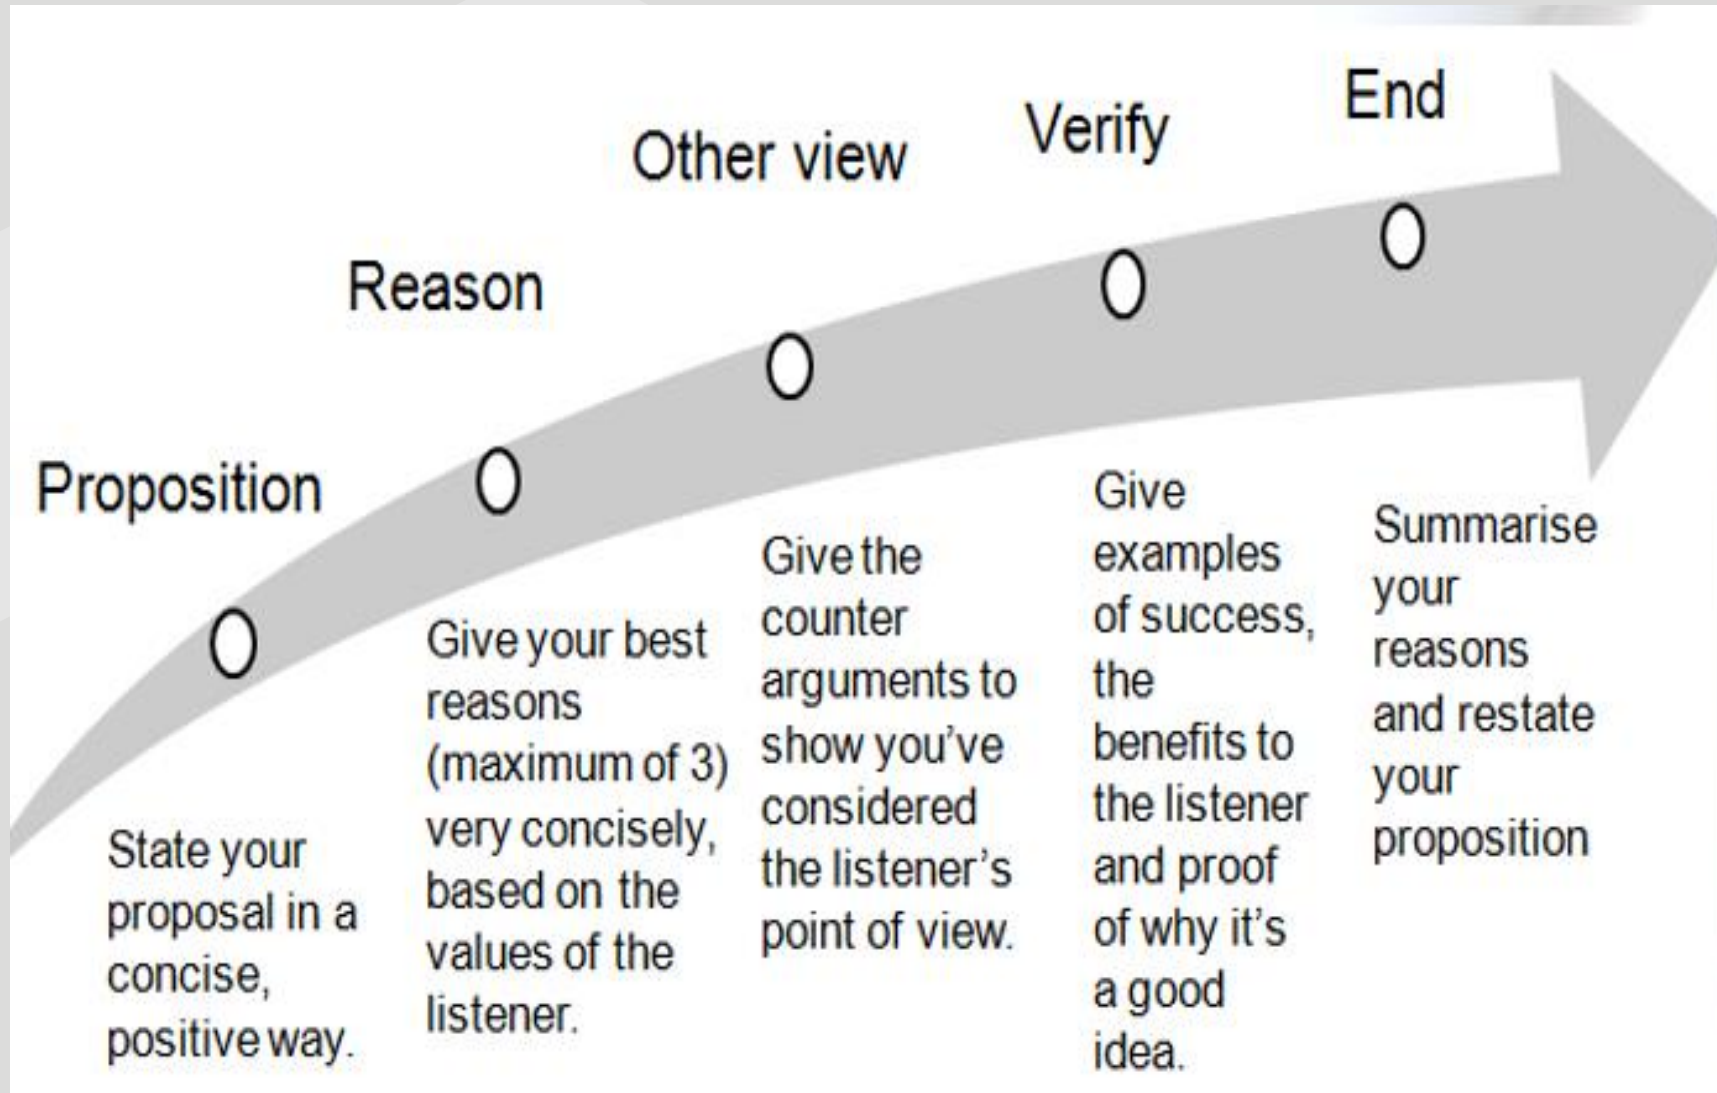 Proposition
State your
proposal in a
concise,
positive way.
Reason
Give your best
reasons
(maximum of 3)
very concisely,
based on the
values of the
listener.
Other view
Give the
counter
arguments to
show you’ve
considered
the listener’s
point of view.
Verify
Give
examples
of success,
the
benefits to
the listener
and proof
of why it’s
a good
idea.
End
Summarise
your
reasons
and restate
your
proposition